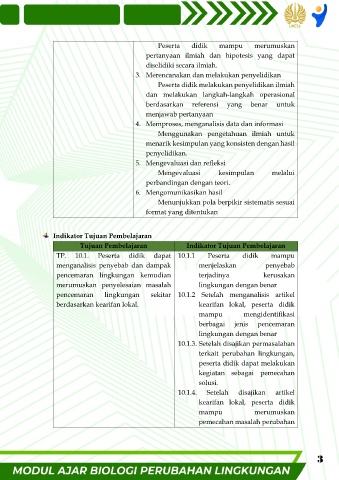 Peserta didik mampu merumuskan
pertanyaan ilmiah dan hipotesis yang dapat
diselidiki secara ilmiah.
3. Merencanakan dan melakukan penyelidikan
Peserta didik melakukan penyelidikan ilmiah
dan melakukan langkah-langkah operasional
berdasarkan referensi yang benar untuk
menjawab pertanyaan
4. Memproses, menganalisis data dan informasi
Menggunakan pengetahuan ilmiah untuk
menarik kesimpulan yang konsisten dengan hasil
penyelidikan.
5. Mengevaluasi dan refleksi
Mengevaluasi kesimpulan melalui
perbandingan dengan teori.
6. Mengomunikasikan hasil
Menunjukkan pola berpikir sistematis sesuai
format yang ditentukan
Indikator Tujuan Pembelajaran
Tujuan Pembelajaran
TP. 10.1. Peserta didik dapat
menganalisis penyebab dan dampak
pencemaran lingkungan kemudian
merumuskan penyelesaian masalah
pencemaran lingkungan sekitar
berdasarkan kearifan lokal.
Indikator Tujuan Pembelajaran
10.1.1 Peserta didik mampu
menjelaskan penyebab
terjadinya kerusakan
lingkungan dengan benar
10.1.2 Setelah menganalisis artikel
kearifan lokal, peserta didik
mampu mengidentifikasi
berbagai jenis pencemaran
lingkungan dengan benar
10.1.3. Setelah disajikan permasalahan
terkait perubahan lingkungan,
peserta didik dapat melakukan
kegiatan sebagai pemecahan
solusi.
10.1.4. Setelah disajikan artikel
kearifan lokal, peserta didik
mampu merumuskan
pemecahan masalah perubahan
3
MODUL AJAR BIOLOGI PERUBAHAN LINGKUNGAN